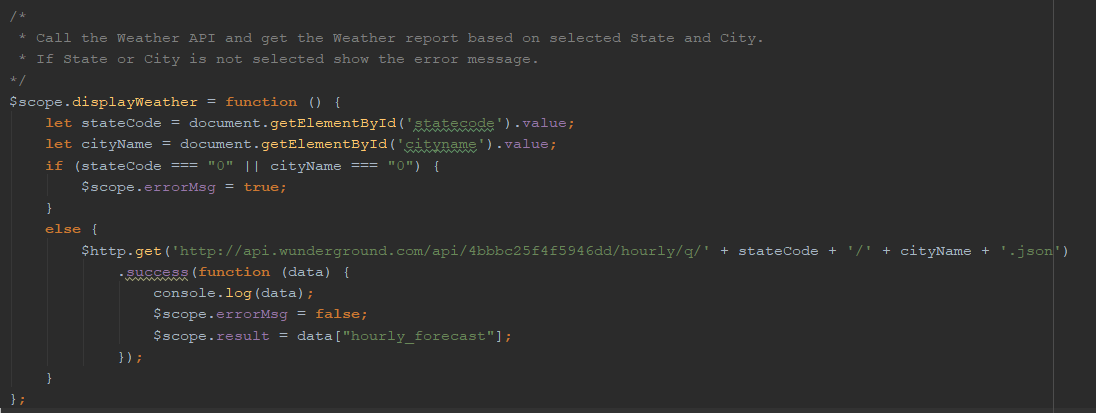 /*
 * Call the Weather API and get the Weather report based on selected State and City.
 * If State or City is not selected show the error message.
*/
$scope.displayWeather = function () {
    let stateCode = document.getElementById('statecode').value;
    let cityName = document.getElementById('cityname').value;
    if (stateCode === "0" || cityName === "0") {
        $scope.errorMsg = true;
    }
    else {
        $http.get('http://api.wunderground.com/api/4bbbc25f4f5946dd/hourly/q/' + stateCode + '/' + cityName + '.json')
            .success(function (data) {
                console.log(data);
                $scope.errorMsg = false;
                $scope.result = data["hourly_forecast"];
            });
    }
};